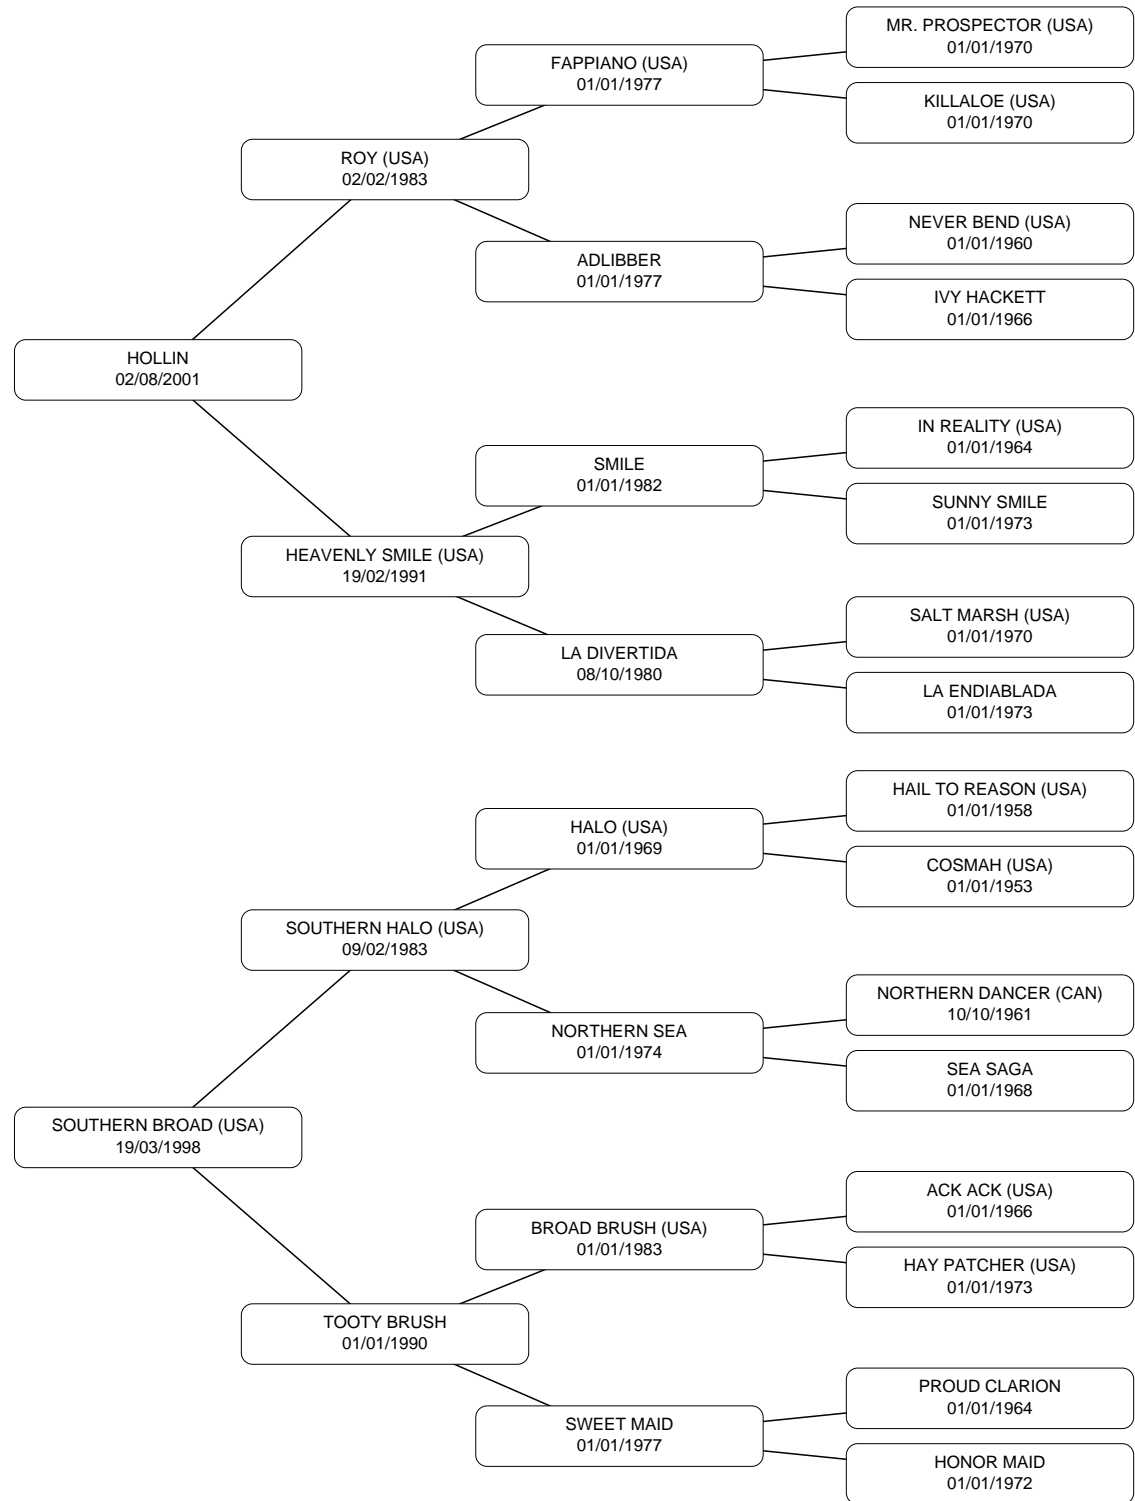 MR. PROSPECTOR (USA)
01/01/1970
FAPPIANO (USA)
01/01/1977
KILLALOE (USA)
01/01/1970
ROY (USA)
02/02/1983
NEVER BEND (USA)
01/01/1960
ADLIBBER
01/01/1977
IVY HACKETT
01/01/1966
HOLLIN
02/08/2001
IN REALITY (USA)
01/01/1964
SMILE
01/01/1982
SUNNY SMILE
01/01/1973
HEAVENLY SMILE (USA)
19/02/1991
SALT MARSH (USA)
01/01/1970
LA DIVERTIDA
08/10/1980
LA ENDIABLADA
01/01/1973
HAIL TO REASON (USA)
01/01/1958
HALO (USA)
01/01/1969
COSMAH (USA)
01/01/1953
SOUTHERN HALO (USA)
09/02/1983
NORTHERN DANCER (CAN)
10/10/1961
NORTHERN SEA
01/01/1974
SEA SAGA
01/01/1968
SOUTHERN BROAD (USA)
19/03/1998
ACK ACK (USA)
01/01/1966
BROAD BRUSH (USA)
01/01/1983
HAY PATCHER (USA)
01/01/1973
TOOTY BRUSH
01/01/1990
PROUD CLARION
01/01/1964
SWEET MAID
01/01/1977
HONOR MAID
01/01/1972